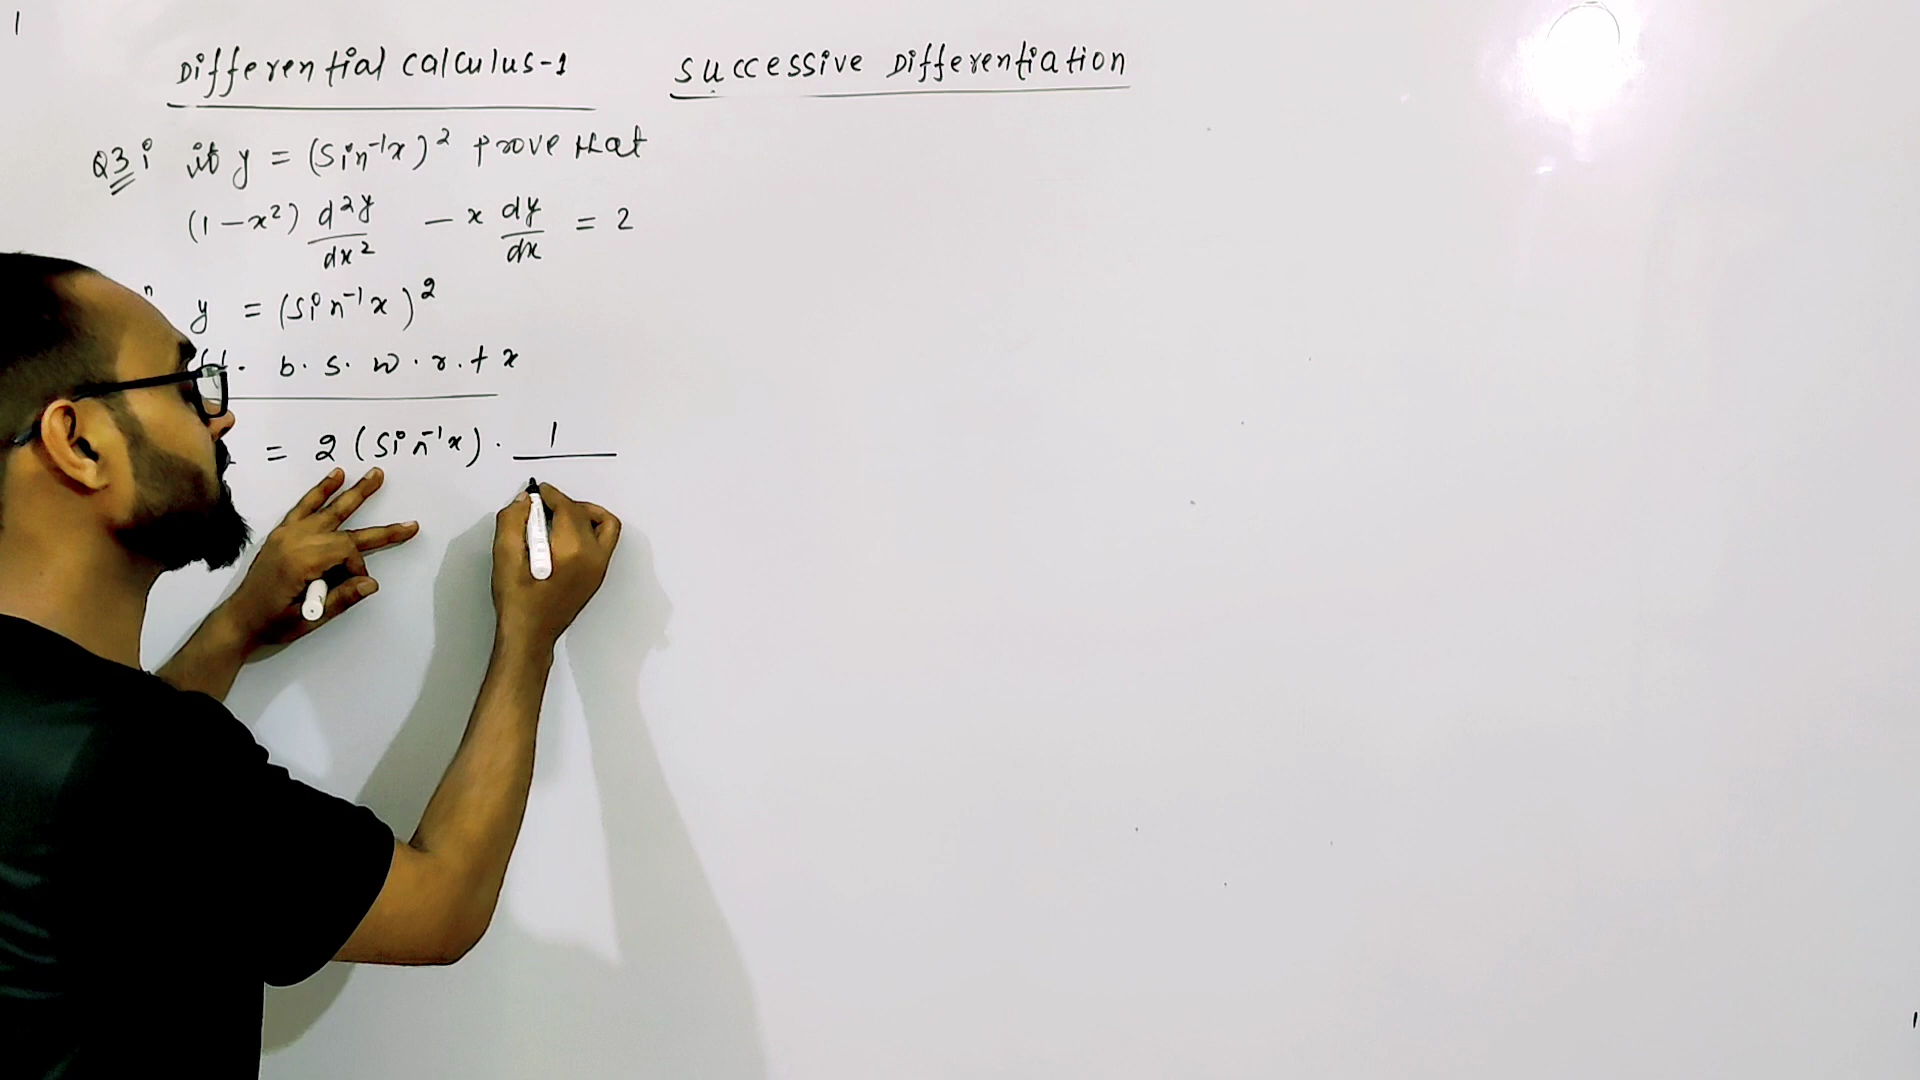 Differential calculus-1 successive Differentiation
Q3: if y = (Sin⁻¹x)² prove that
(1-x²) d²y/dx² - x dy/dx = 2
n y = (sin⁻¹x)²
b.s.w.r.t x
= 2 (Sin⁻¹x) . 1